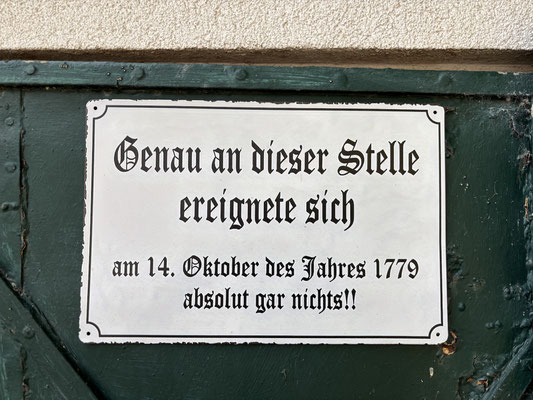 Genau an dieser Stelle
ereignete sich
am 14. Oktober des Jahres 1779
absolut gar nichts!!